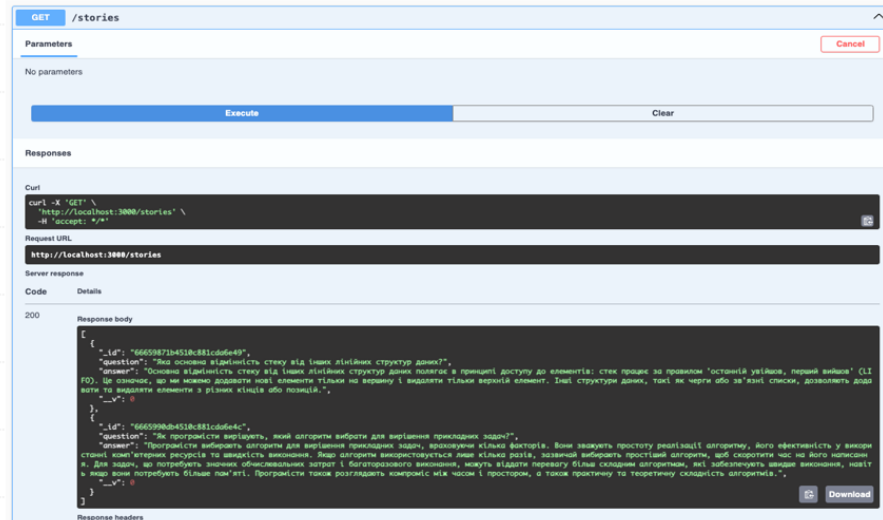 GET /stories
Parameters
Cancel
No parameters
Execute
Clear
Responses
Curl
curl -X 'GET' \
'http://localhost:3000/stories' \
-H 'accept: */*'
Request URL
http://localhost:3000/stories
Server response
Code Details
200
Response body
[
{
"_id": "66659871b4510c881cda6e49",
"question": "Яка основна відмінність стеку від інших лінійних структур даних?",
"answer": "Основна відмінність стеку від інших лінійних структур даних полягає в принципі доступу до елементів: стек працює за правилом 'останній увійшов, перший вийшов' (LI
FO). Це означає, що ми можемо додавати нові елементи тільки на вершину і видаляти тільки верхній елемент. Інші структури даних, такі як черги або зв'язні списки, дозволяють дода
вати та видаляти елементи з різних кінців або позицій.",
"__v": 0
},
{
"_id": "6665990db4510c881cda6e4c",
"question": "Як програмісти вирішують, який алгоритм вибрати для вирішення прикладних задач?",
"answer": "Програмісти вибирають алгоритм для вирішення прикладних задач, враховуючи кілька факторів. Вони зважують простоту реалізації алгоритму, його ефективність у викори
станні комп'ютерних ресурсів та швидкість виконання. Якщо алгоритм використовується лише кілька разів, зазвичай вибирають простіший алгоритм, щоб скоротити час на його написанн
я. Для задач, що потребують значних обчислювальних затрат і багаторазового виконання, можуть віддати перевагу більш складним алгоритмам, які забезпечують швидше виконання, навіт
ь якщо вони потребують більше пам'яті. Програмісти також розглядають компроміс між часом і простором, а також практичну та теоретичну складність алгоритмів.",
"__v": 0
}
]
Download
Response headers